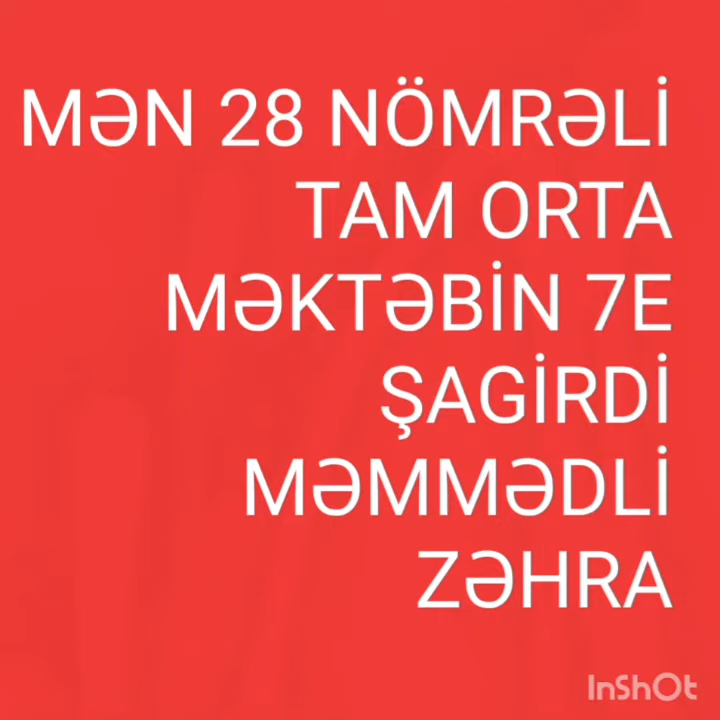 MƏN 28 NÖMRƏLİ
TAM ORTA
MƏKTƏBİN 7E
ŞAGİRDİ
MƏMMƏDLİ
ZƏHRA
InShOt